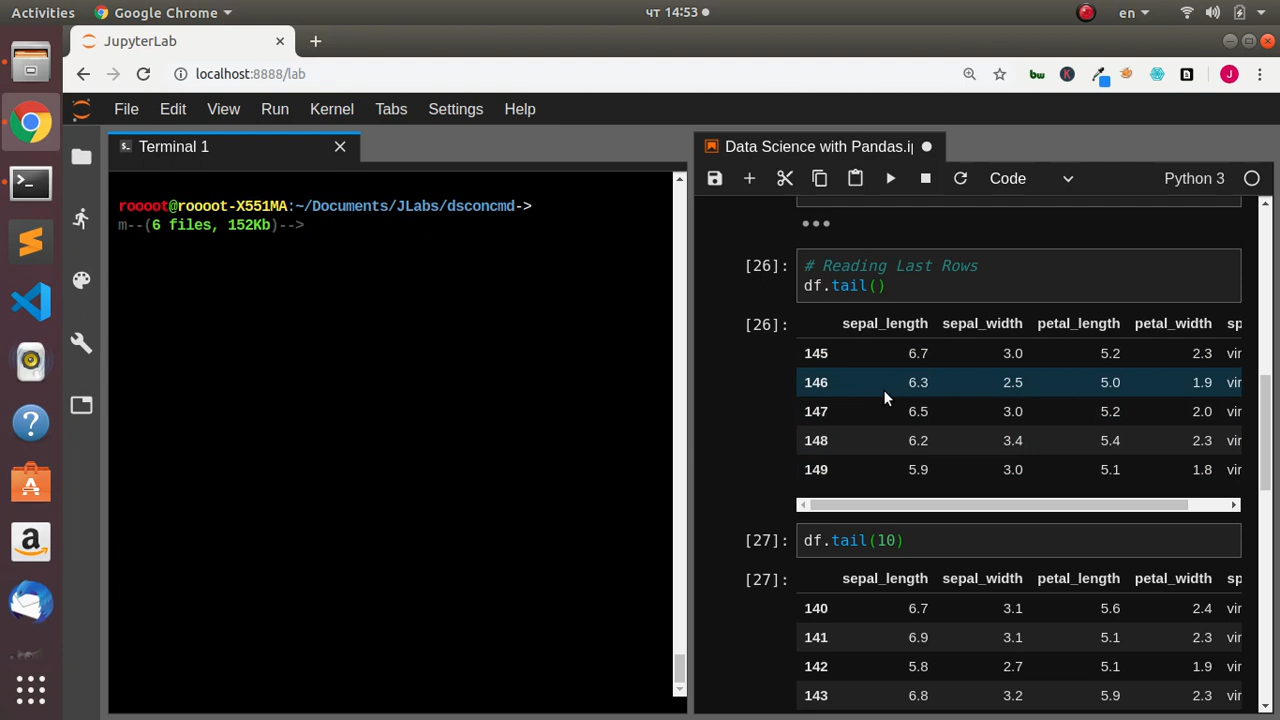 Activities Google Chrome чт 14:53 en
JupyterLab
localhost:8888/lab
File Edit View Run Kernel Tabs Settings Help
Terminal 1
Data Science with Pandas.ip
Code Python 3
roooot@roooot-X551MA:~/Documents/JLabs/dsconcmd->
m--(6 files, 152Kb)-->
[26]: # Reading Last Rows
df.tail()
[26]: sepal_length sepal_width petal_length petal_width sp
145 6.7 3.0 5.2 2.3 vir
146 6.3 2.5 5.0 1.9 vir
147 6.5 3.0 5.2 2.0 vir
148 6.2 3.4 5.4 2.3 vir
149 5.9 3.0 5.1 1.8 vir
[27]: df.tail(10)
[27]: sepal_length sepal_width petal_length petal_width sp
140 6.7 3.1 5.6 2.4 vir
141 6.9 3.1 5.1 2.3 vir
142 5.8 2.7 5.1 1.9 vir
143 6.8 3.2 5.9 2.3 vir